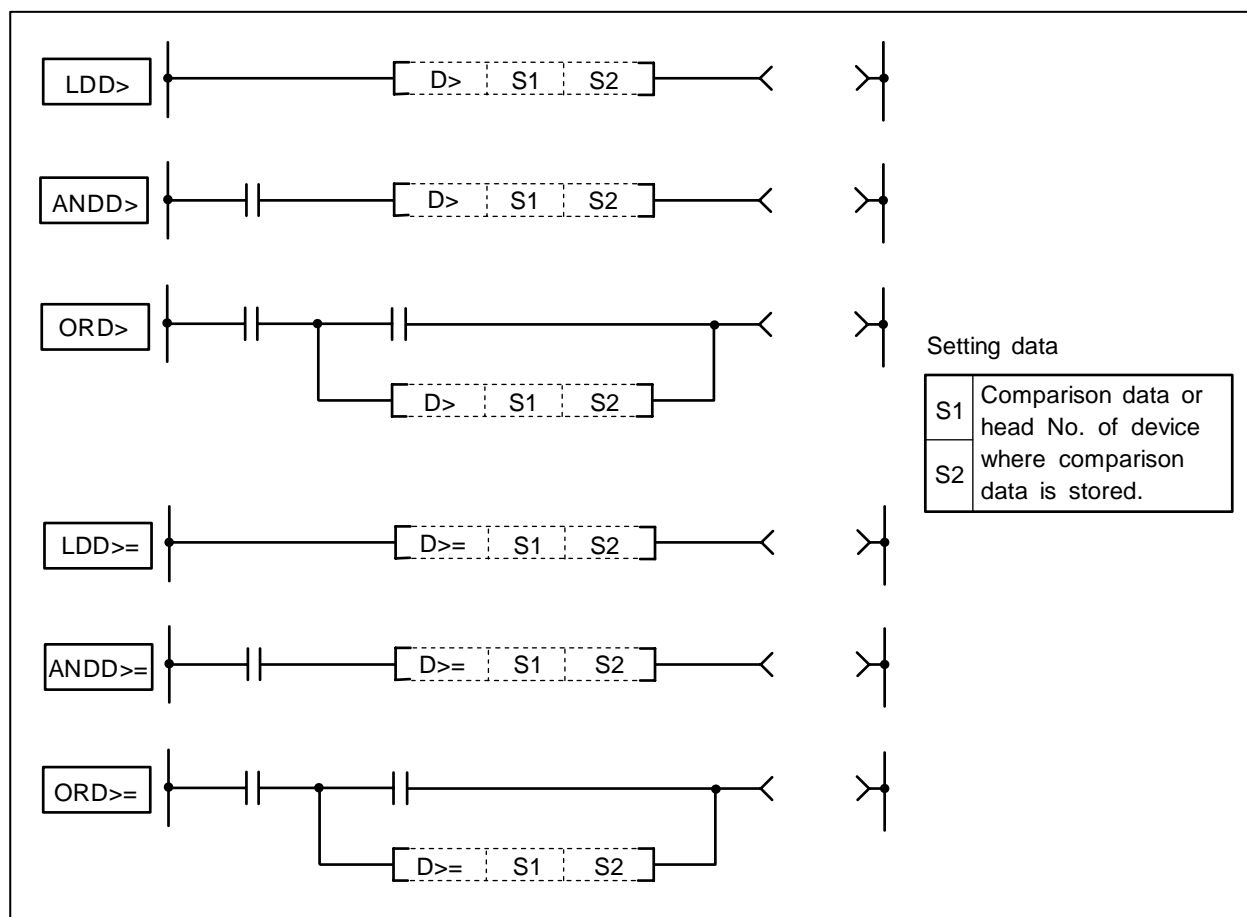 LDD> D> S1 S2
ANDD> D> S1 S2
ORD>
D> S1 S2
Setting data
S1 Comparison data or
head No. of device
S2 where comparison
data is stored.
LDD>= D>= S1 S2
ANDD>= D>= S1 S2
ORD>=
D>= S1 S2